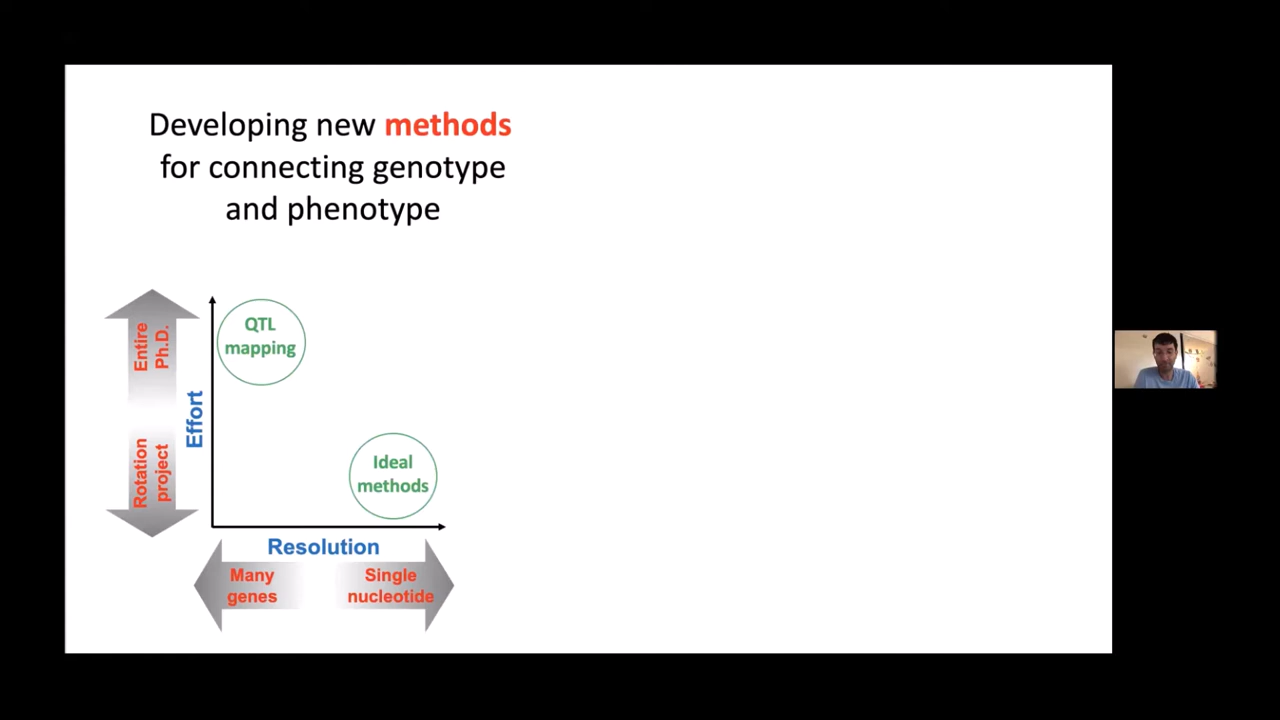 Developing new methods
for connecting genotype
and phenotype
Entire
Ph.D.
Rotation
project
Effort
QTL
mapping
Ideal
methods
Resolution
Many
genes
Single
nucleotide